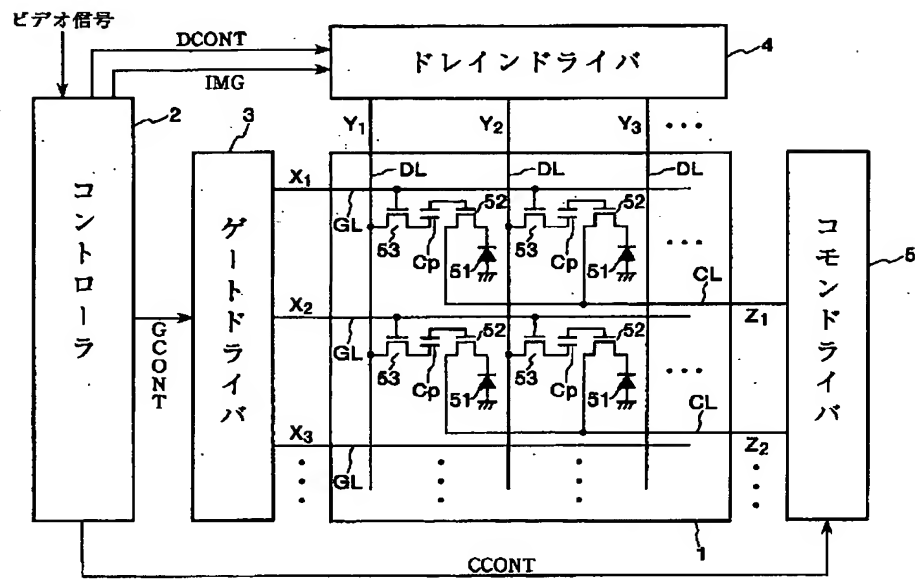 ビデオ信号
DCONT
IMG
ドレインドライバ
4
2
3
Y1 Y2 Y3 ・・・
コントローラ
ゲートドライバ
コモンドライバ
5
DL DL DL
X1
GL
53 Cp 52 51
53 Cp 52 51
・・・
CL
Z1
X2
GL
53 Cp 52 51
53 Cp 52 51
・・・
CL
Z2
GCONT
X3
GL
1
CCONT